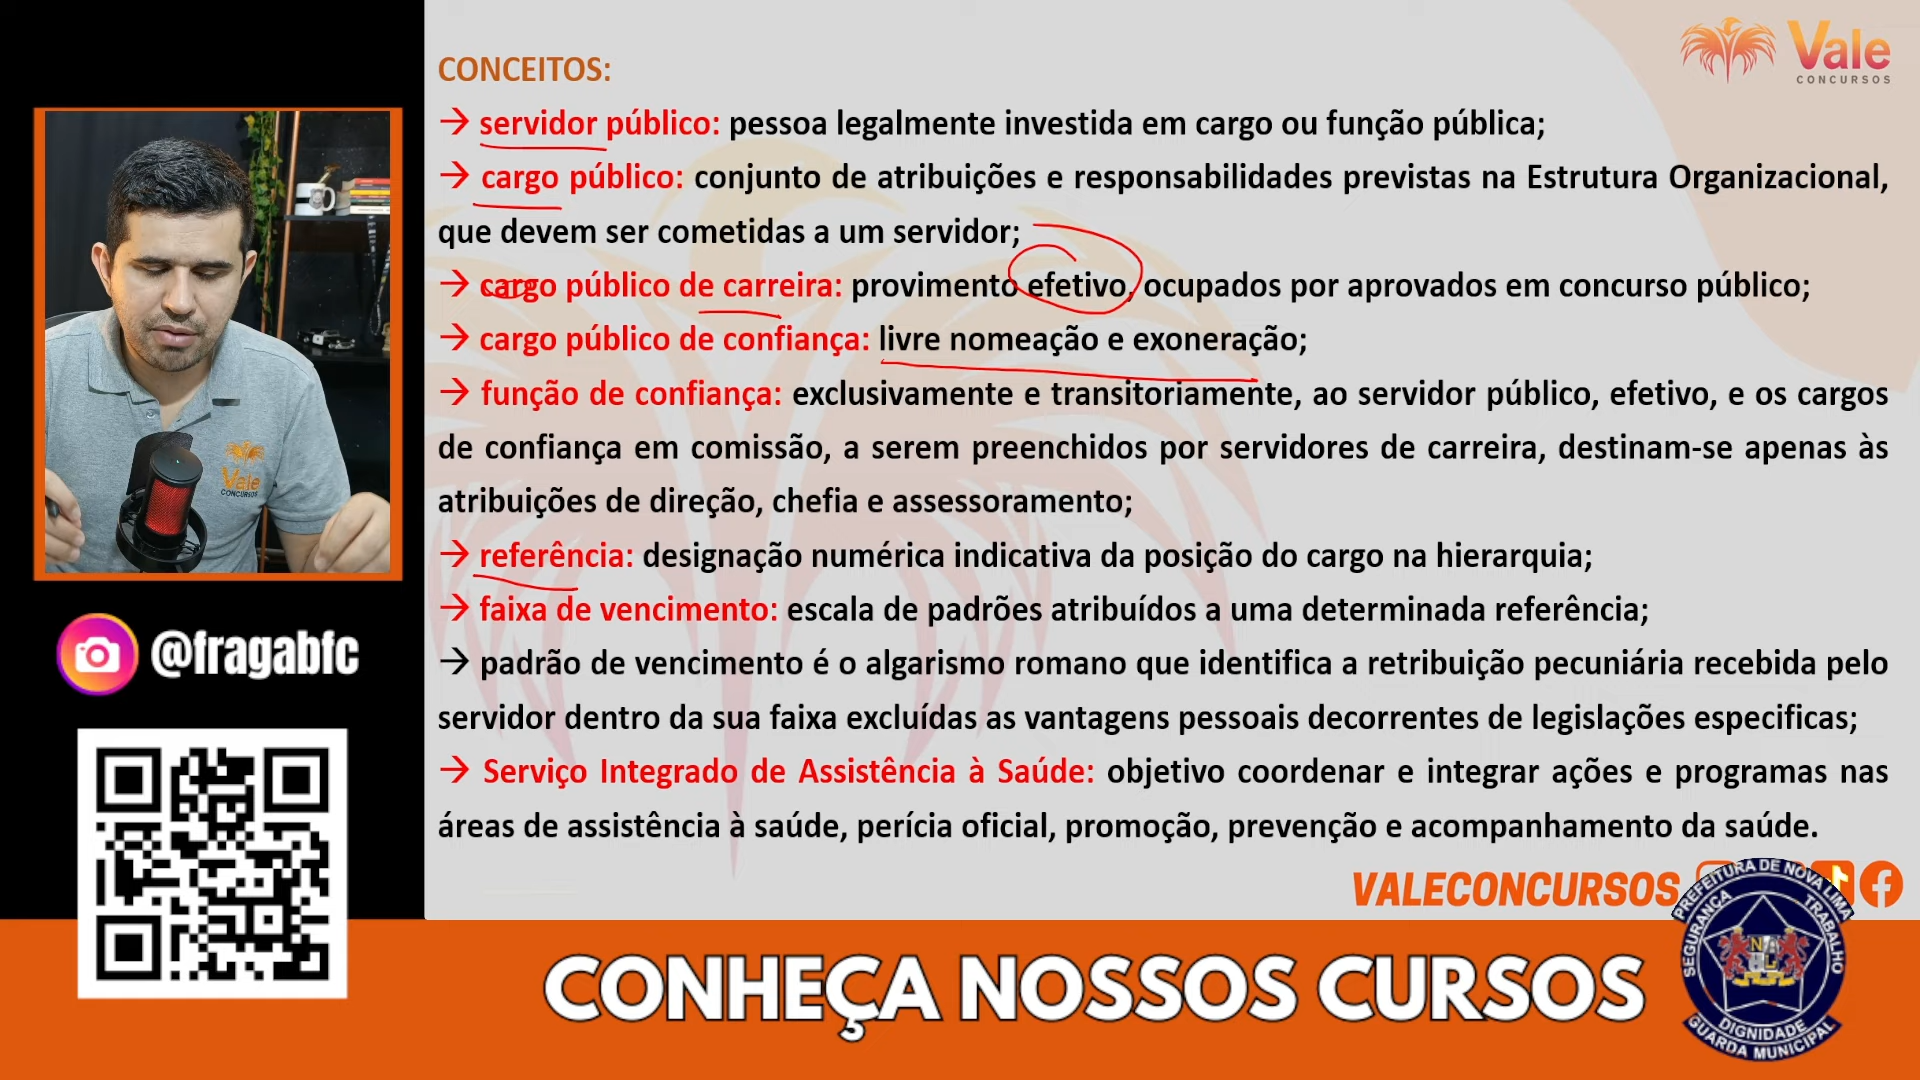 CONCEITOS:
→ servidor público: pessoa legalmente investida em cargo ou função pública;
→ cargo público: conjunto de atribuições e responsabilidades previstas na Estrutura Organizacional,
que devem ser cometidas a um servidor;
→ cargo público de carreira: provimento efetivo, ocupados por aprovados em concurso público;
→ cargo público de confiança: livre nomeação e exoneração;
→ função de confiança: exclusivamente e transitoriamente, ao servidor público, efetivo, e os cargos
de confiança em comissão, a serem preenchidos por servidores de carreira, destinam-se apenas às
atribuições de direção, chefia e assessoramento;
→ referência: designação numérica indicativa da posição do cargo na hierarquia;
→ faixa de vencimento: escala de padrões atribuídos a uma determinada referência;
→ padrão de vencimento é o algarismo romano que identifica a retribuição pecuniária recebida pelo
servidor dentro da sua faixa excluídas as vantagens pessoais decorrentes de legislações especificas;
→ Serviço Integrado de Assistência à Saúde: objetivo coordenar e integrar ações e programas nas
áreas de assistência à saúde, perícia oficial, promoção, prevenção e acompanhamento da saúde.
Vale
CONCURSOS
Vale
CONCURSOS
@fragabfc
VALECONCURSOS
PREFEITURA DE NOVA LIMA
SEGURANÇA
TRABALHO
DIGNIDADE
GUARDA MUNICIPAL
CONHEÇA NOSSOS CURSOS